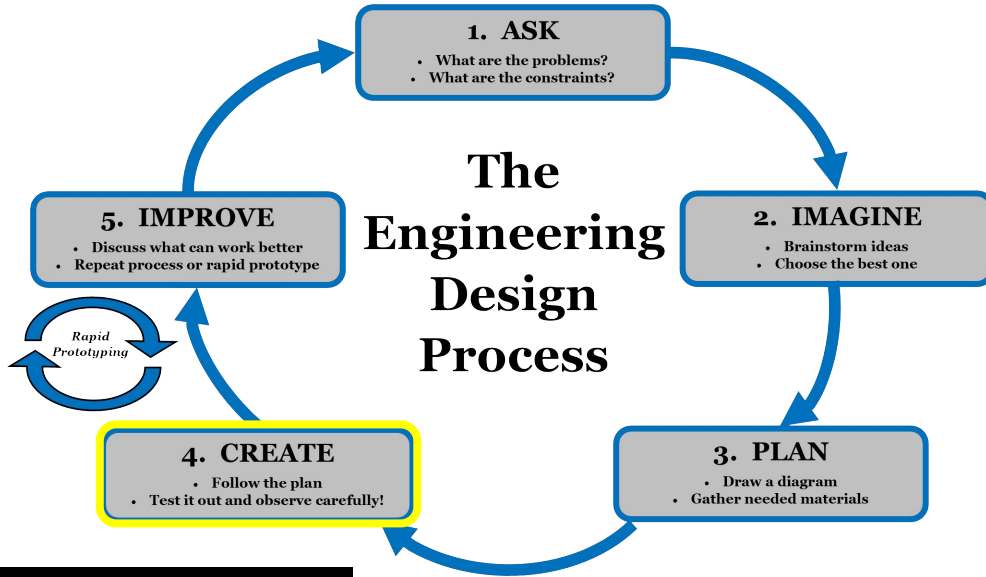 1. ASK
• What are the problems?
• What are the constraints?
The
Engineering
Design
Process
2. IMAGINE
• Brainstorm ideas
• Choose the best one
3. PLAN
• Draw a diagram
• Gather needed materials
4. CREATE
• Follow the plan
• Test it out and observe carefully!
5. IMPROVE
• Discuss what can work better
• Repeat process or rapid prototype
Rapid
Prototyping